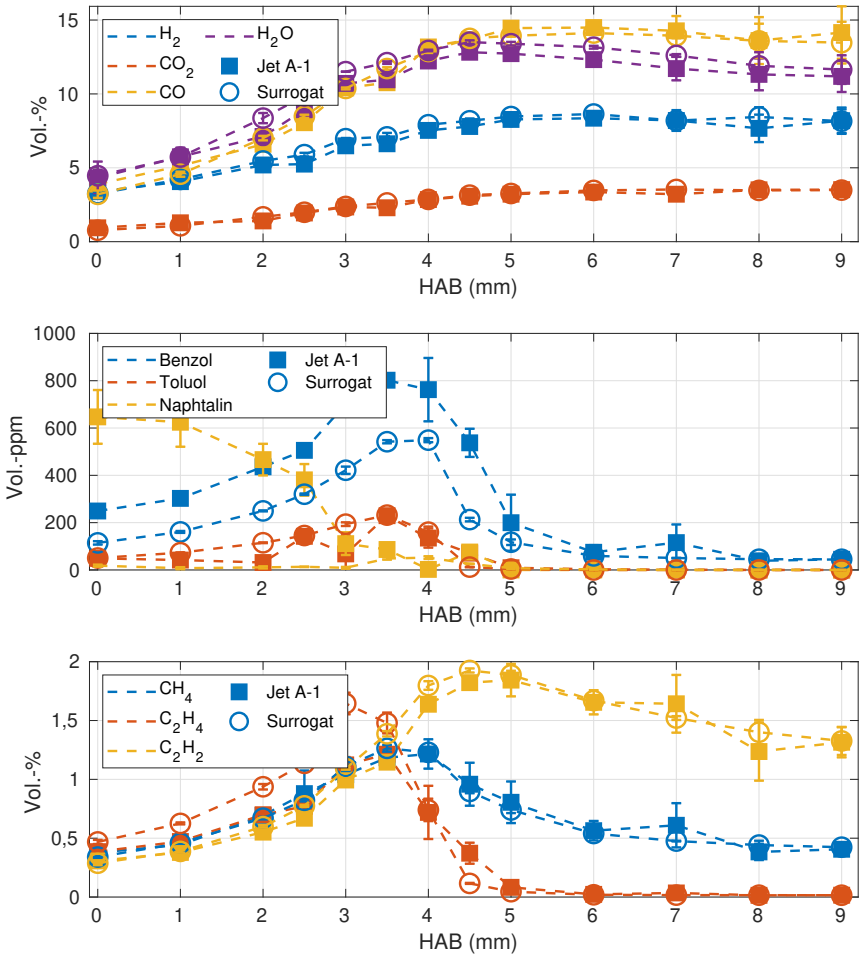 15
10
5
0
Vol.-%
H2
CO2
CO
H2O
Jet A-1
Surrogat
0 1 2 3 4 5 6 7 8 9
HAB (mm)
1000
800
600
400
200
0
Vol.-ppm
Benzol
Toluol
Naphtalin
Jet A-1
Surrogat
0 1 2 3 4 5 6 7 8 9
HAB (mm)
2
1,5
1
0,5
0
Vol.-%
CH4
C2H4
C2H2
Jet A-1
Surrogat
0 1 2 3 4 5 6 7 8 9
HAB (mm)